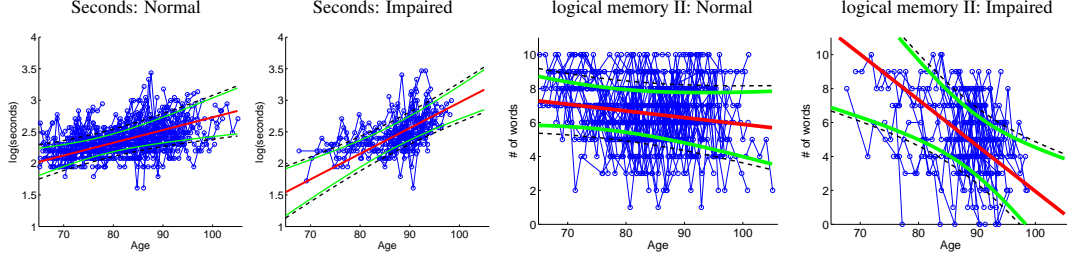 Seconds: Normal
Seconds: Impaired
logical memory II: Normal
logical memory II: Impaired
4
3.5
3
2.5
2
1.5
1
log(seconds)
70 80 90 100
Age
4
3.5
3
2.5
2
1.5
1
log(seconds)
70 80 90 100
Age
10
8
6
4
2
0
# of words
70 80 90 100
Age
10
8
6
4
2
0
# of words
70 80 90 100
Age